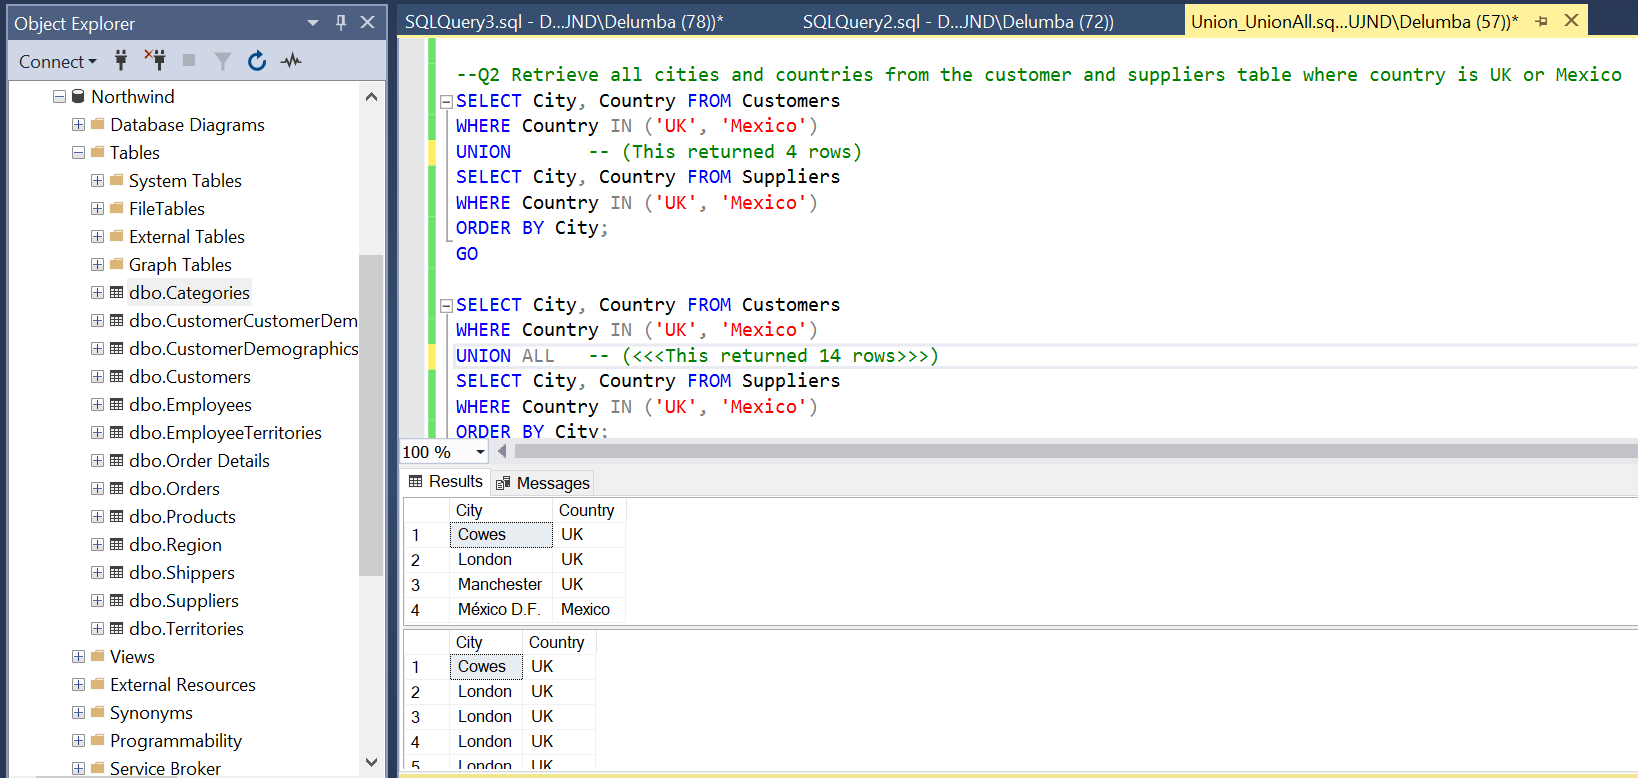 Object Explorer
Connect
Northwind
Database Diagrams
Tables
System Tables
FileTables
External Tables
Graph Tables
dbo.Categories
dbo.CustomerCustomerDem
dbo.CustomerDemographics
dbo.Customers
dbo.Employees
dbo.EmployeeTerritories
dbo.Order Details
dbo.Orders
dbo.Products
dbo.Region
dbo.Shippers
dbo.Suppliers
dbo.Territories
Views
External Resources
Synonyms
Programmability
Service Broker
SQLQuery3.sql - D...JND\Delumba (78))* SQLQuery2.sql - D...JND\Delumba (72)) Union_UnionAll.sq...UJND\Delumba (57))*
--Q2 Retrieve all cities and countries from the customer and suppliers table where country is UK or Mexico
SELECT City, Country FROM Customers
WHERE Country IN ('UK', 'Mexico')
UNION -- (This returned 4 rows)
SELECT City, Country FROM Suppliers
WHERE Country IN ('UK', 'Mexico')
ORDER BY City;
GO
SELECT City, Country FROM Customers
WHERE Country IN ('UK', 'Mexico')
UNION ALL -- (<<<This returned 14 rows>>>)
SELECT City, Country FROM Suppliers
WHERE Country IN ('UK', 'Mexico')
ORDER BY City;
100 %
Results Messages
City Country
1 Cowes UK
2 London UK
3 Manchester UK
4 México D.F. Mexico
City Country
1 Cowes UK
2 London UK
3 London UK
4 London UK
5 London UK